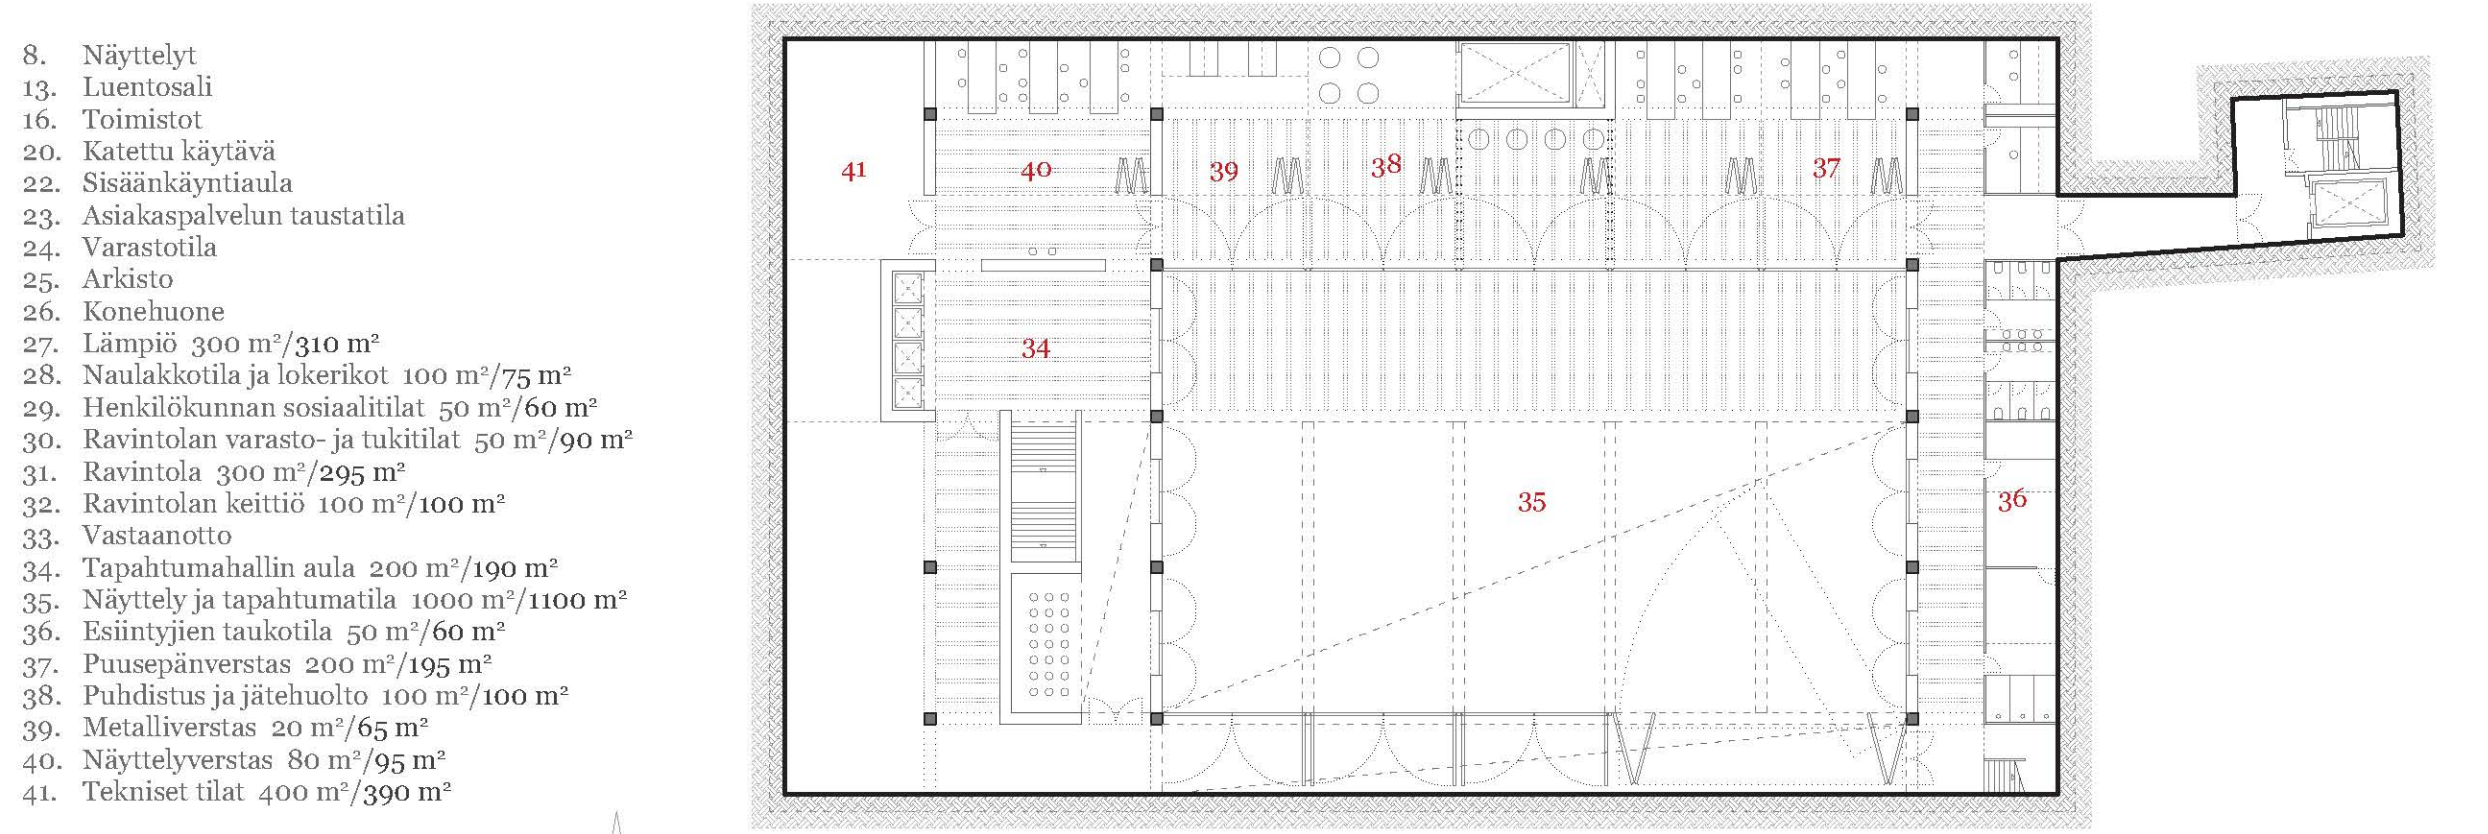 8. Näyttelyt
13. Luentosali
16. Toimistot
20. Katettu käytävä
22. Sisäänkäyntiaula
23. Asiakaspalvelun taustatila
24. Varastotila
25. Arkisto
26. Konehuone
27. Lämpiö 300 m²/310 m²
28. Naulakkotila ja lokerikot 100 m²/75 m²
29. Henkilökunnan sosiaalitilat 50 m²/60 m²
30. Ravintolan varasto- ja tukitilat 50 m²/90 m²
31. Ravintola 300 m²/295 m²
32. Ravintolan keittiö 100 m²/100 m²
33. Vastaanotto
34. Tapahtumahallin aula 200 m²/190 m²
35. Näyttely ja tapahtumatila 1000 m²/1100 m²
36. Esiintyjien taukotila 50 m²/60 m²
37. Puusepänverstas 200 m²/195 m²
38. Puhdistus ja jätehuolto 100 m²/100 m²
39. Metalliverstas 20 m²/65 m²
40. Näyttelyverstas 80 m²/95 m²
41. Tekniset tilat 400 m²/390 m²
41 40 39 38 37
34
35 36